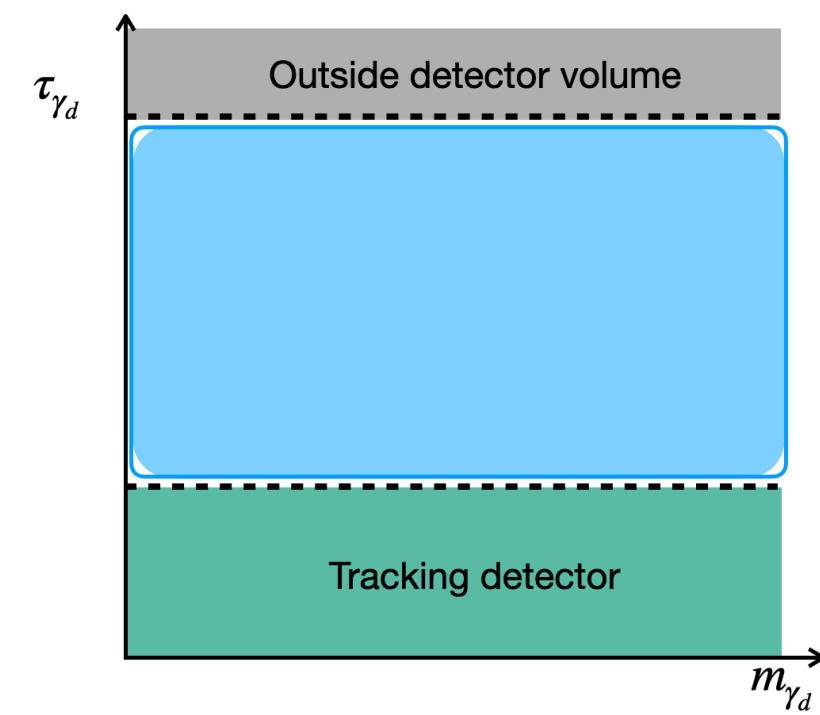 Outside detector volume
τγd
Tracking detector
mγd